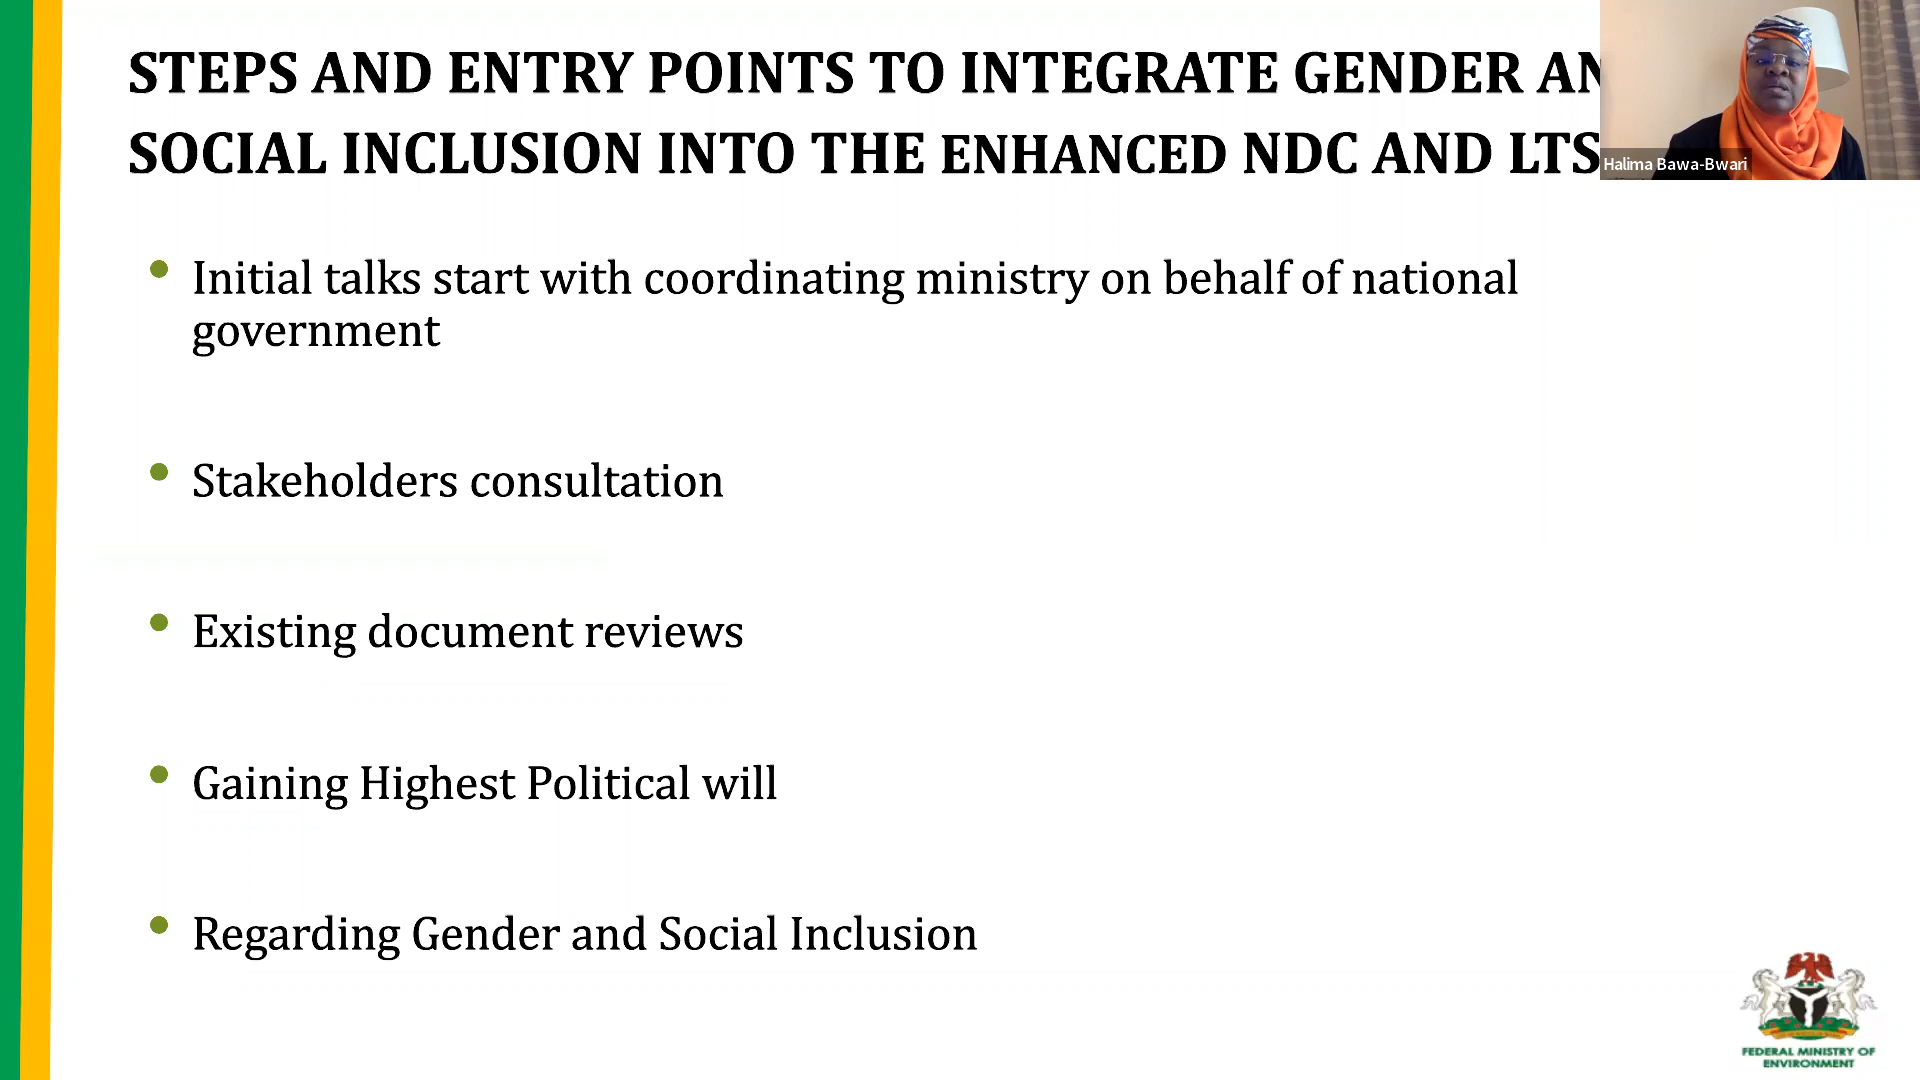 STEPS AND ENTRY POINTS TO INTEGRATE GENDER AN
SOCIAL INCLUSION INTO THE ENHANCED NDC AND LTS
Halima Bawa-Bwari
• Initial talks start with coordinating ministry on behalf of national
government
• Stakeholders consultation
• Existing document reviews
• Gaining Highest Political will
• Regarding Gender and Social Inclusion
FEDERAL MINISTRY OF
ENVIRONMENT